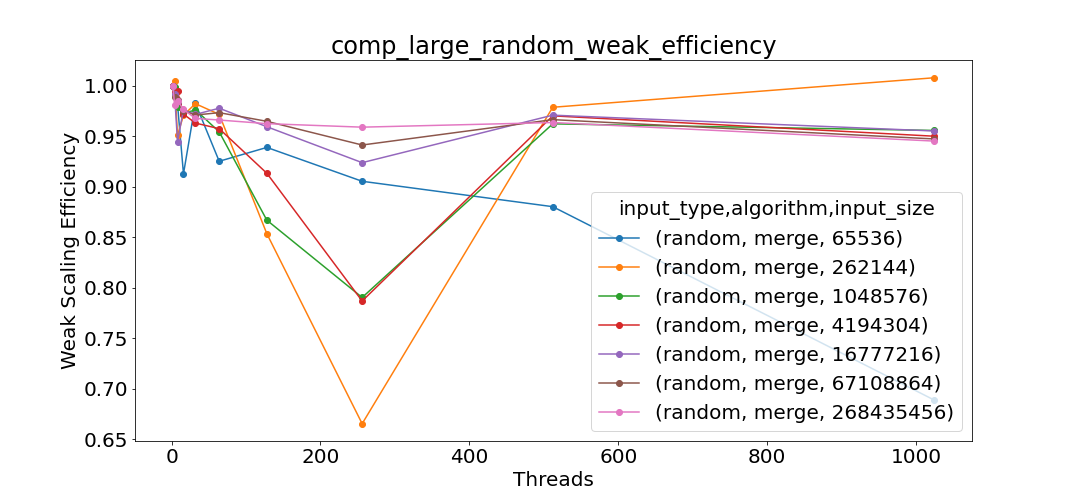 comp_large_random_weak_efficiency
Weak Scaling Efficiency
1.00
0.95
0.90
0.85
0.80
0.75
0.70
0.65
input_type,algorithm,input_size
(random, merge, 65536)
(random, merge, 262144)
(random, merge, 1048576)
(random, merge, 4194304)
(random, merge, 16777216)
(random, merge, 67108864)
(random, merge, 268435456)
0 200 400 600 800 1000
Threads